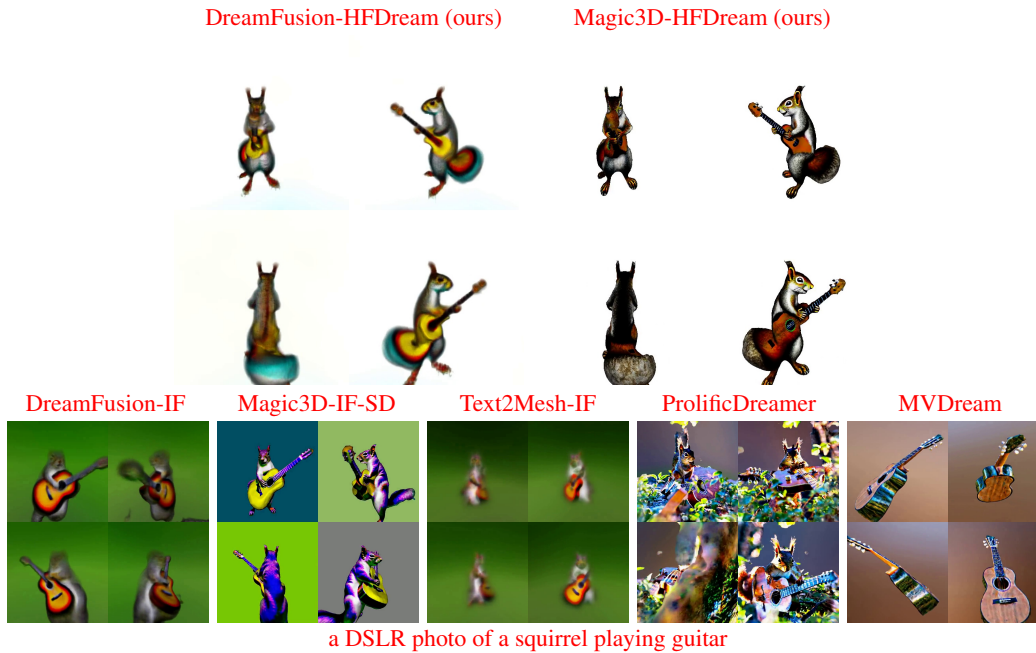 DreamFusion-HFDream (ours) Magic3D-HFDream (ours)
DreamFusion-IF Magic3D-IF-SD Text2Mesh-IF ProlificDreamer MVDream
a DSLR photo of a squirrel playing guitar